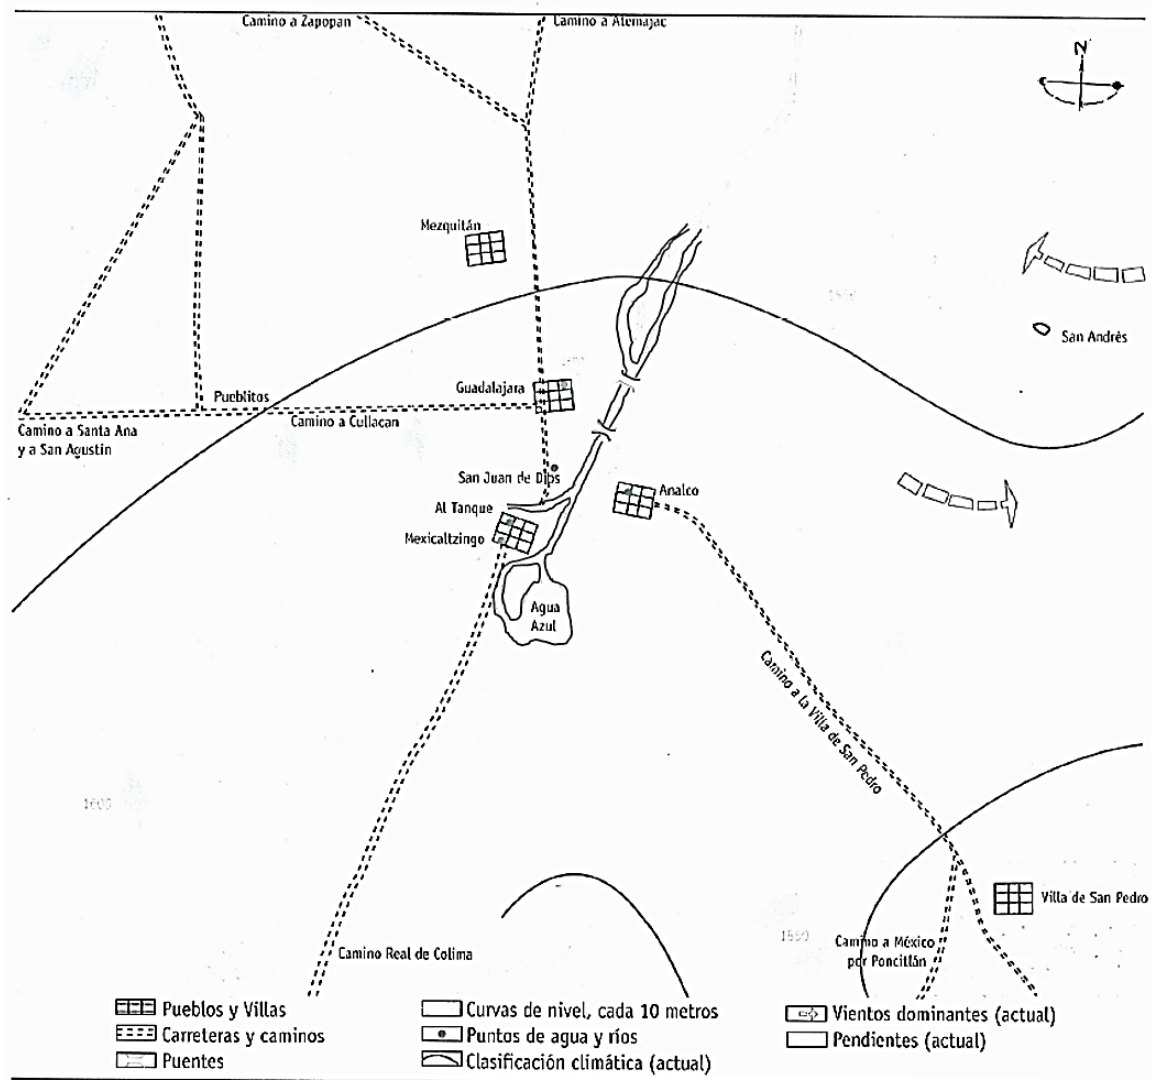 Camino a Zapopan
Camino a Atemajac
N
Mezquitán
San Andrés
Guadalajara
Pueblitos
Camino a Cullacan
Camino a Santa Ana
y a San Agustin
San Juan de Dios
Analco
Al Tanque
Mexicaltzingo
Agua
Azul
Camino a la Villa de San Pedro
1600
Villa de San Pedro
1590
Camino a México
por Poncitlán
Camino Real de Colima
Pueblos y Villas
Carreteras y caminos
Puentes
Curvas de nivel, cada 10 metros
Puntos de agua y ríos
Clasificación climática (actual)
Vientos dominantes (actual)
Pendientes (actual)